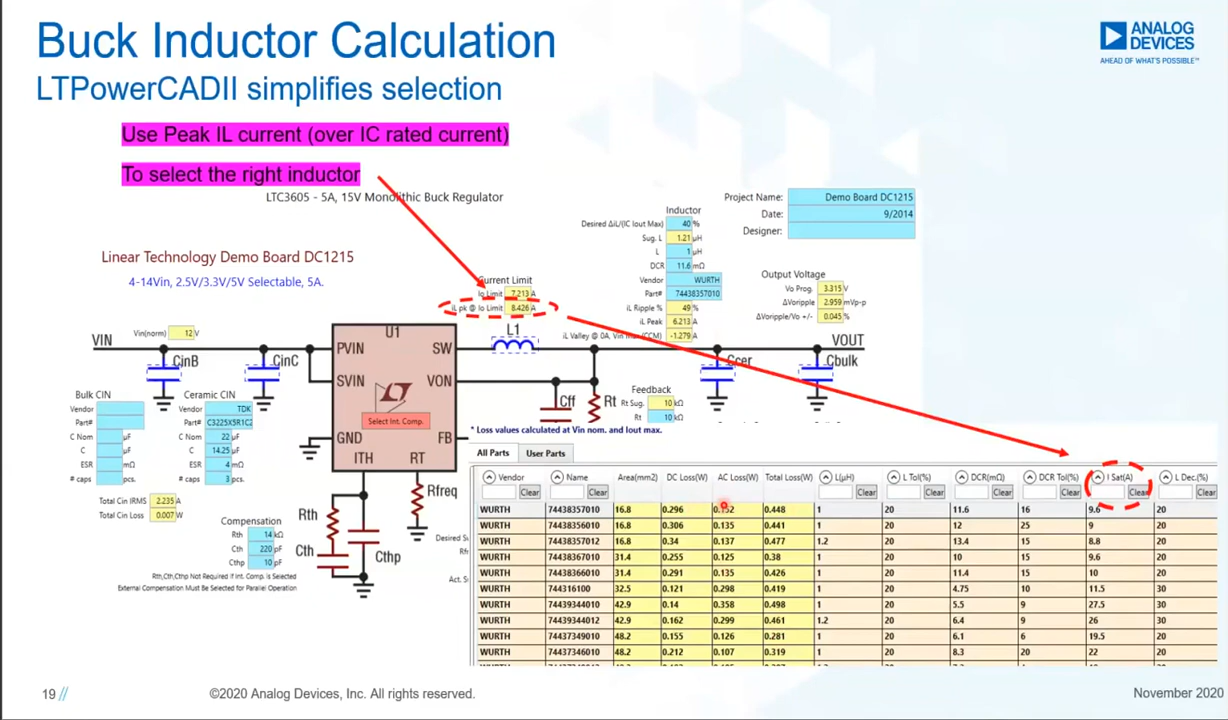 Buck Inductor Calculation
LTPowerCADII simplifies selection
ANALOG
DEVICES
AHEAD OF WHAT'S POSSIBLE™
Use Peak IL current (over IC rated current)
To select the right inductor
LTC3605 - 5A, 15V Monolithic Buck Regulator
Linear Technology Demo Board DC1215
4-14Vin, 2.5V/3.3V/5V Selectable, 5A.
Project Name: Demo Board DC1215
Date: 9/2014
Designer:
Inductor
Desired ΔiL/(IC Iout Max) 40 %
Sug. L 1.21 µH
L 1 µH
DCR 11.6 mΩ
Vendor WURTH
Part# 74438357010
iL Ripple % 49 %
iL Peak 6.213 A
iL Valley @ 0A, Vin max (CCM) -1.279 A
Output Voltage
Vo Prog. 3.315 V
ΔVoripple 2.959 mVp-p
ΔVoripple/Vo +/- 0.045 %
Current Limit
Io Limit 7.213 A
iL pk @ Io Limit 8.426 A
Vin(norm) 12 V
VIN
CinB
CinC
U1
PVIN
SVIN
GND
ITH
RT
SW
VON
FB
Select Int. Comp.
L1
VOUT
Ccer
Cbulk
Cff
Rt
Feedback
Rt Sug. 10 kΩ
Rt 10 kΩ
Bulk CIN
Vendor
Part#
C Nom µF
C µF
ESR mΩ
# caps pcs.
Ceramic CIN
Vendor TDK
Part# C3225X5R1C2
C Nom 22 µF
C 14.25 µF
ESR 4 mΩ
# caps 3 pcs.
Total Cin IRMS 2.235 A
Total Cin Loss 0.007 W
Compensation
Rth 14 kΩ
Cth 220 pF
Cthp 10 pF
Rth,Cth,Cthp Not Required if Int. Comp. is Selected
External Compensation Must Be Selected for Parallel Operation
Rth
Cth
Cthp
Rfreq
Desired S
Rf
Act. S
* Loss values calculated at Vin nom. and Iout max.
All Parts User Parts
Vendor Name Area(mm2) DC Loss(W) AC Loss(W) Total Loss(W) L(µH) L Tol(%) DCR(mΩ) DCR Tol(%) I Sat(A) L Dec.(%)
Clear Clear Clear Clear Clear Clear Clear Clear
WURTH 74438357010 16.8 0.296 0.152 0.448 1 20 11.6 16 9.6 20
WURTH 74438356010 16.8 0.306 0.135 0.441 1 20 12 25 9 20
WURTH 74438357012 16.8 0.34 0.137 0.477 1.2 20 13.4 15 8.8 20
WURTH 74438367010 31.4 0.255 0.125 0.38 1 20 10 15 9.6 20
WURTH 74438366010 31.4 0.291 0.135 0.426 1 20 11.4 15 10 20
WURTH 744316100 32.5 0.121 0.298 0.419 1 20 4.75 10 11.5 30
WURTH 74439344010 42.9 0.14 0.358 0.498 1 20 5.5 9 27.5 30
WURTH 74439344012 42.9 0.162 0.299 0.461 1.2 20 6.4 9 26 30
WURTH 74437349010 48.2 0.155 0.126 0.281 1 20 6.1 6 19.5 20
WURTH 74437346010 48.2 0.212 0.107 0.319 1 20 8.3 20 22 20
19 //
©2020 Analog Devices, Inc. All rights reserved.
November 2020